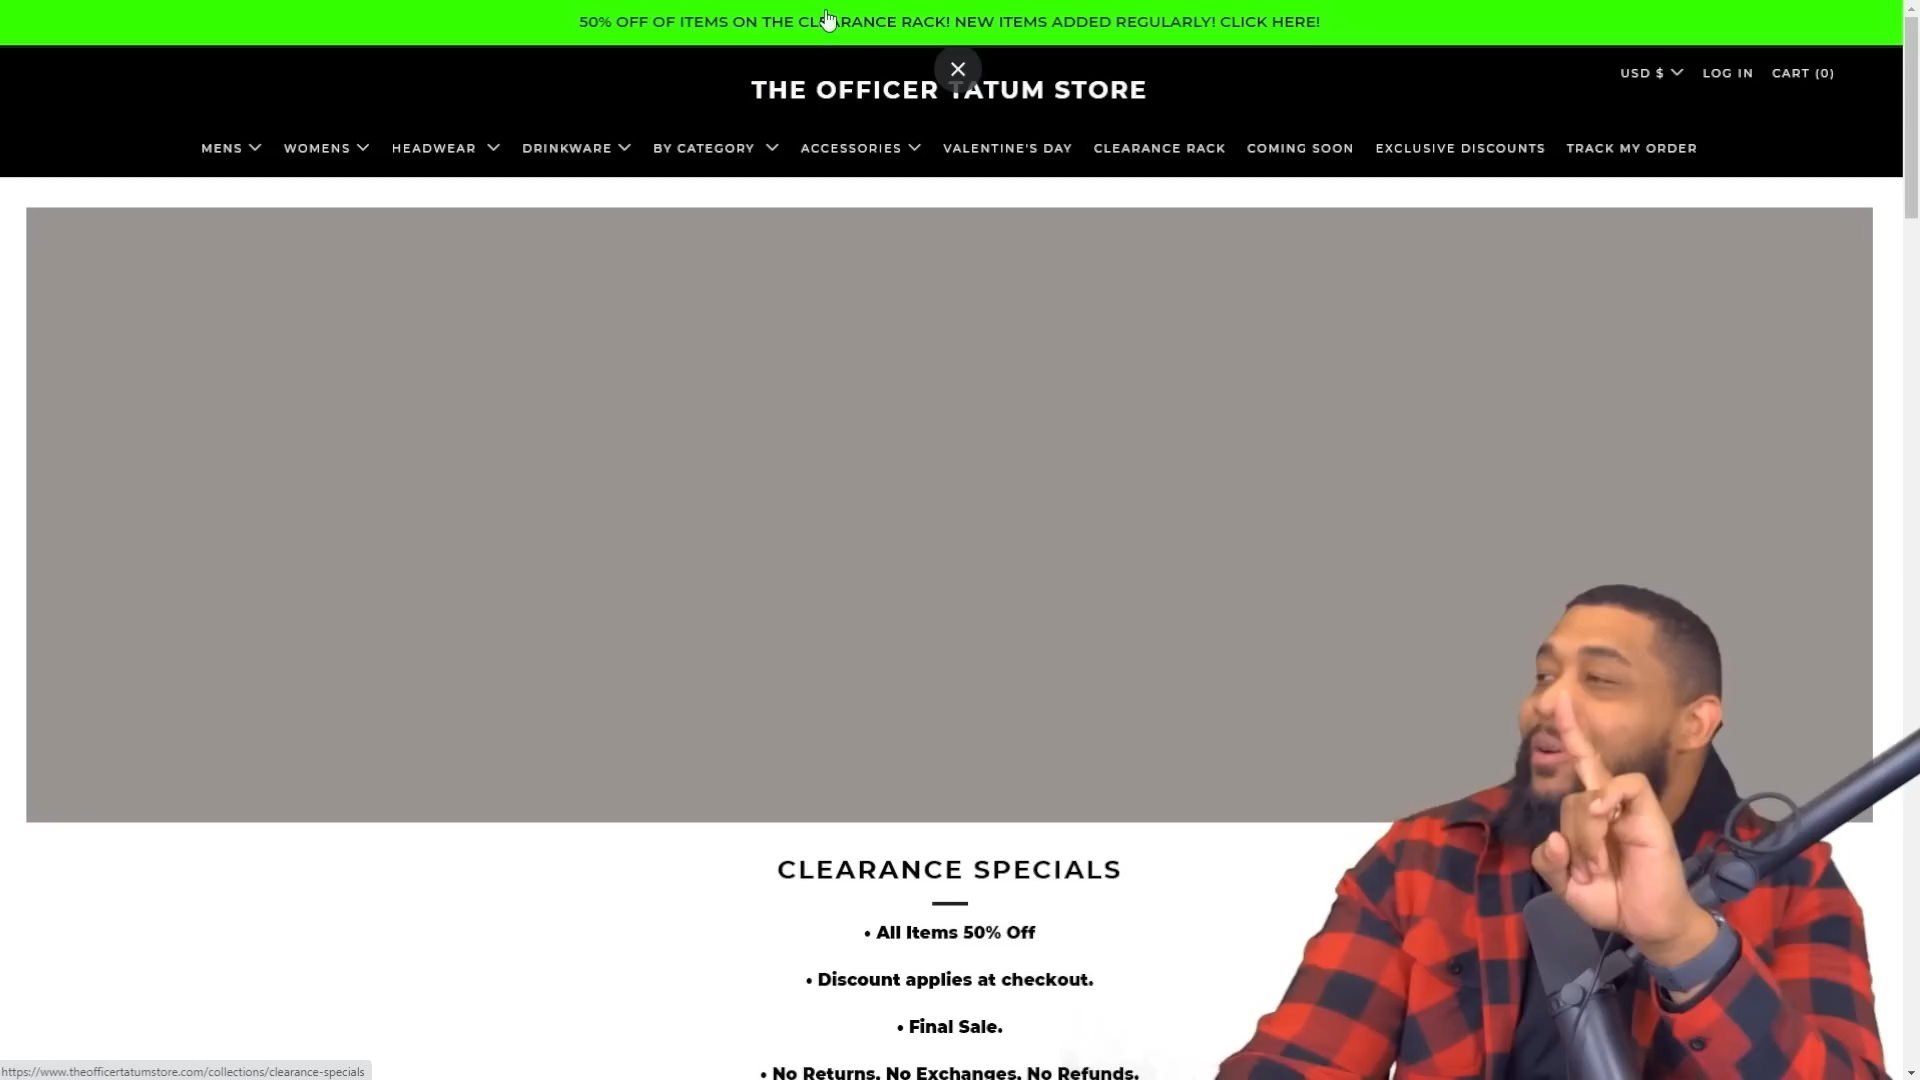 50% OFF OF ITEMS ON THE CLEARANCE RACK! NEW ITEMS ADDED REGULARLY! CLICK HERE!
USD $ LOG IN CART (0)
THE OFFICER TATUM STORE
MENS WOMENS HEADWEAR DRINKWARE BY CATEGORY ACCESSORIES VALENTINE'S DAY CLEARANCE RACK COMING SOON EXCLUSIVE DISCOUNTS TRACK MY ORDER
CLEARANCE SPECIALS
• All Items 50% Off
• Discount applies at checkout.
• Final Sale.
• No Returns, No Exchanges, No Refunds.
https://www.theofficertatumstore.com/collections/clearance-specials